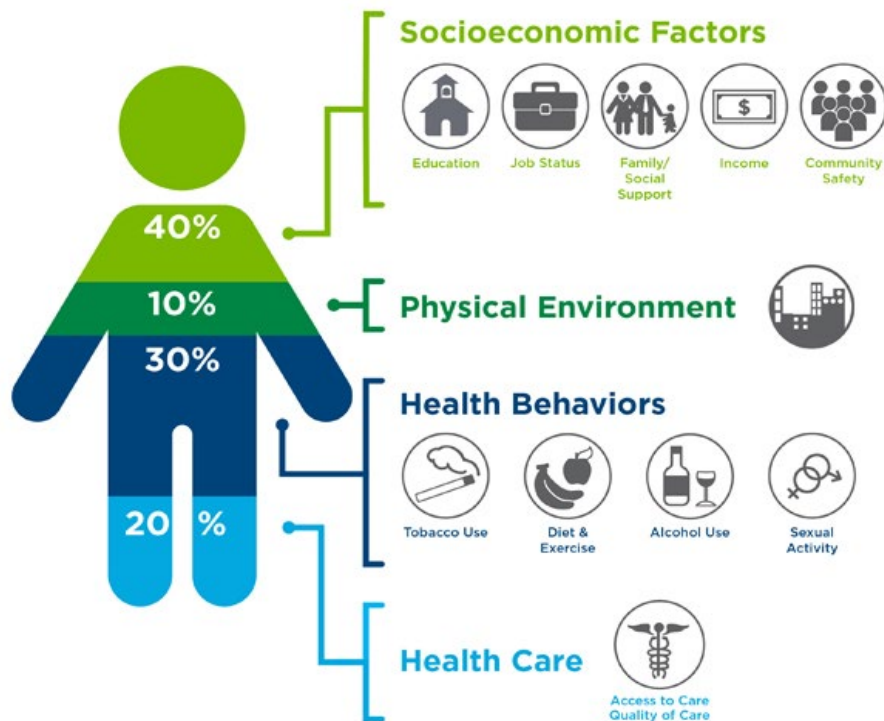 Socioeconomic Factors
Education
Job Status
Family/
Social
Support
Income
Community
Safety
$
40%
10%
Physical Environment
30%
Health Behaviors
Tobacco Use
Diet &
Exercise
Alcohol Use
Sexual
Activity
20 %
Health Care
Access to Care
Quality of Care